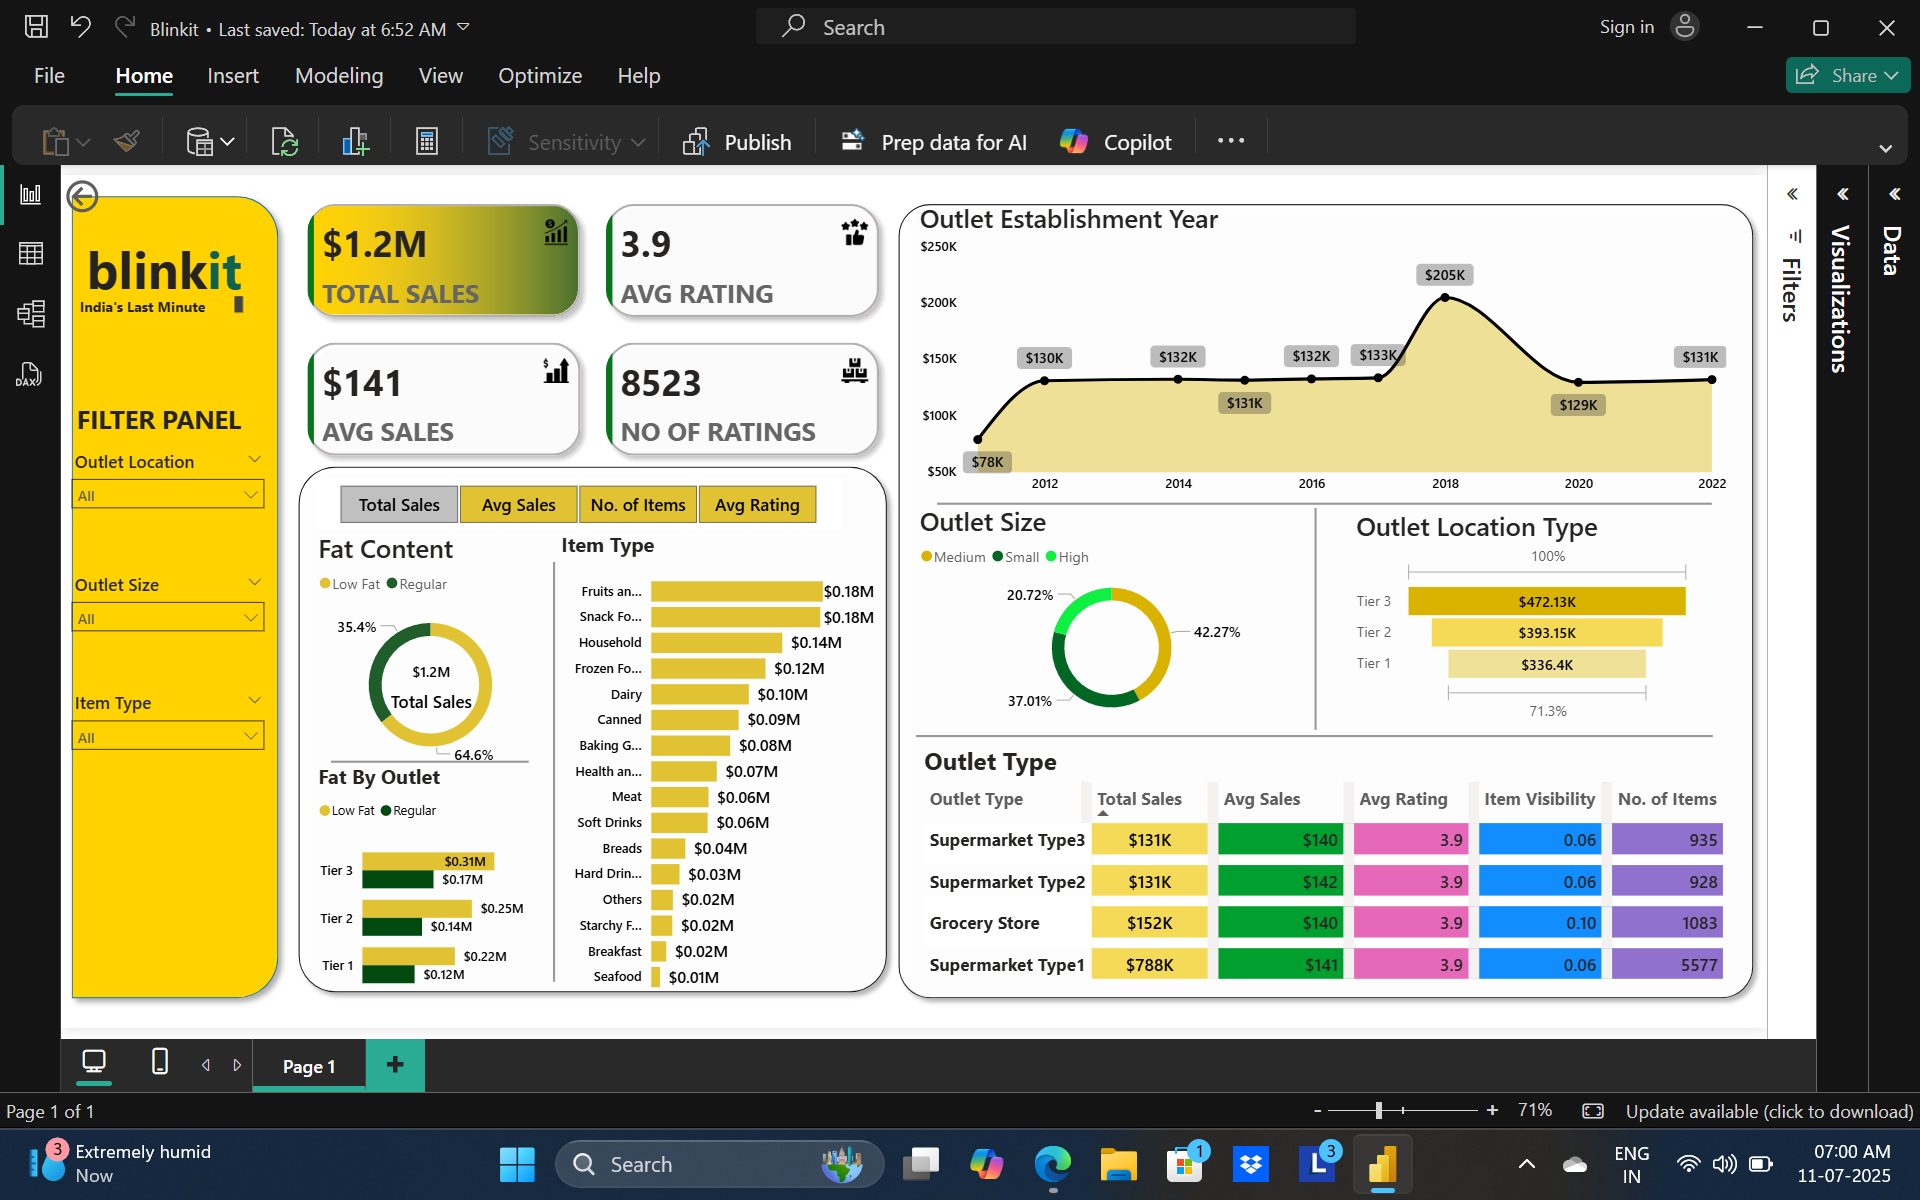 Blinkit • Last saved: Today at 6:52 AM
Search
Sign in
File Home Insert Modeling View Optimize Help
Share
Sensitivity
Publish
Prep data for AI
Copilot
DAX
blinkit
India's Last Minute
FILTER PANEL
Outlet Location
All
Outlet Size
All
Item Type
All
$1.2M
TOTAL SALES
3.9
AVG RATING
$141
AVG SALES
8523
NO OF RATINGS
Total Sales Avg Sales No. of Items Avg Rating
Fat Content
Low Fat Regular
35.4%
$1.2M
Total Sales
64.6%
Fat By Outlet
Low Fat Regular
Tier 3 $0.31M
$0.17M
Tier 2 $0.25M
$0.14M
Tier 1 $0.22M
$0.12M
Item Type
Fruits an... $0.18M
Snack Fo... $0.18M
Household $0.14M
Frozen Fo... $0.12M
Dairy $0.10M
Canned $0.09M
Baking G... $0.08M
Health an... $0.07M
Meat $0.06M
Soft Drinks $0.06M
Breads $0.04M
Hard Drin... $0.03M
Others $0.02M
Starchy F... $0.02M
Breakfast $0.02M
Seafood $0.01M
Outlet Establishment Year
$250K
$200K
$150K
$100K
$50K
$78K
$130K
$132K
$131K
$132K
$133K
$205K
$129K
$131K
2012 2014 2016 2018 2020 2022
Outlet Size
Medium Small High
20.72%
42.27%
37.01%
Outlet Location Type
100%
Tier 3 $472.13K
Tier 2 $393.15K
Tier 1 $336.4K
71.3%
Outlet Type
Outlet Type Total Sales Avg Sales Avg Rating Item Visibility No. of Items
Supermarket Type3 $131K $140 3.9 0.06 935
Supermarket Type2 $131K $142 3.9 0.06 928
Grocery Store $152K $140 3.9 0.10 1083
Supermarket Type1 $788K $141 3.9 0.06 5577
Filters
Visualizations
Data
Page 1
Page 1 of 1
71%
Update available (click to download)
3
Extremely humid
Now
Search
1
L
3
ENG
IN
07:00 AM
11-07-2025